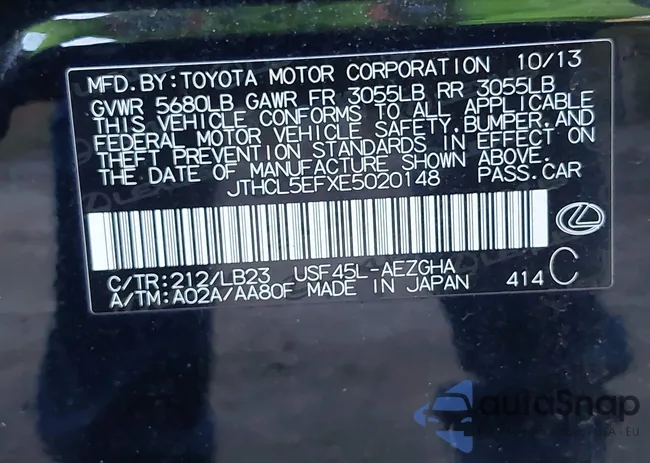 MFD.BY:TOYOTA MOTOR CORPORATION 10/13
GVWR 5680LB GAWR FR 3055LB RR 3055LB
THIS VEHICLE CONFORMS TO ALL APPLICABLE
FEDERAL MOTOR VEHICLE SAFETY,BUMPER,AND
THEFT PREVENTION STANDARDS IN EFFECT ON
THE DATE OF MANUFACTURE SHOWN ABOVE.
JTHCL5EFXE5020148 PASS.CAR
C/TR:212/LB23 USF45L-AEZGHA
A/TM:A02A/AA80F MADE IN JAPAN 414 C
autoSnap